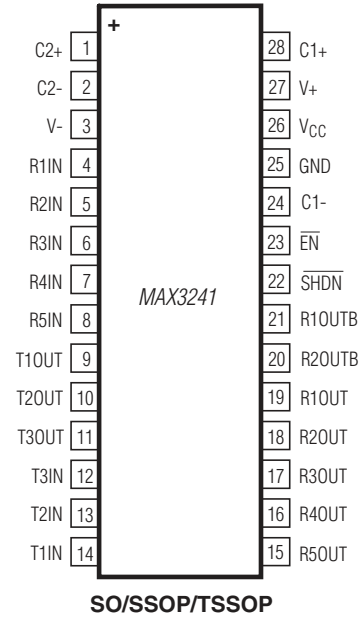 +
C2+ 1 28 C1+
C2- 2 27 V+
V- 3 26 VCC
R1IN 4 25 GND
R2IN 5 24 C1-
R3IN 6 23 E̅N̅
R4IN 7 22 S̅H̅D̅N̅
MAX3241
R5IN 8 21 R1OUTB
T1OUT 9 20 R2OUTB
T2OUT 10 19 R1OUT
T3OUT 11 18 R2OUT
T3IN 12 17 R3OUT
T2IN 13 16 R4OUT
T1IN 14 15 R5OUT
SO/SSOP/TSSOP